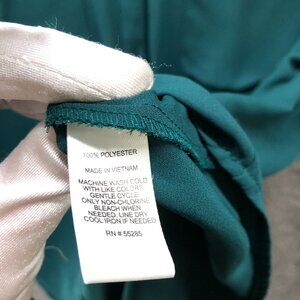 100% POLYESTER
MADE IN VIETNAM
MACHINE WASH COLD
WITH LIKE COLORS
GENTLE CYCLE
ONLY NON-CHLORINE
BLEACH WHEN
NEEDED. LINE DRY
COOL IRON IF NEEDED
RN # 55285